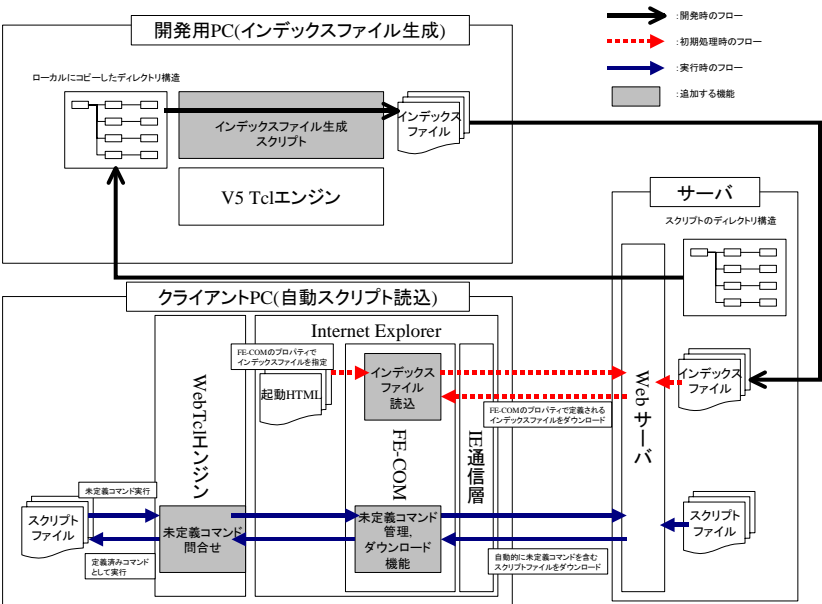 開発用PC(インデックスファイル生成)
:開発時のフロー
:初期処理時のフロー
:実行時のフロー
:追加する機能
ローカルにコピーしたディレクトリ構造
インデックスファイル生成
スクリプト
インデックス
ファイル
V5 Tclエンジン
サーバ
スクリプトのディレクトリ構造
Webサーバ
インデックス
ファイル
スクリプト
ファイル
クライアントPC(自動スクリプト読込)
Internet Explorer
WebTclエンジン
FE-COMのプロパティで
インデックスファイルを指定
起動HTML
インデックス
ファイル
読込
FE-COMのプロパティで定義される
インデックスファイルをダウンロード
FE-COM
IE通信層
未定義コマンド実行
スクリプト
ファイル
定義済みコマンド
として実行
未定義コマンド
問合せ
未定義コマンド
管理,
ダウンロード
機能
自動的に未定義コマンドを含む
スクリプトファイルをダウンロード